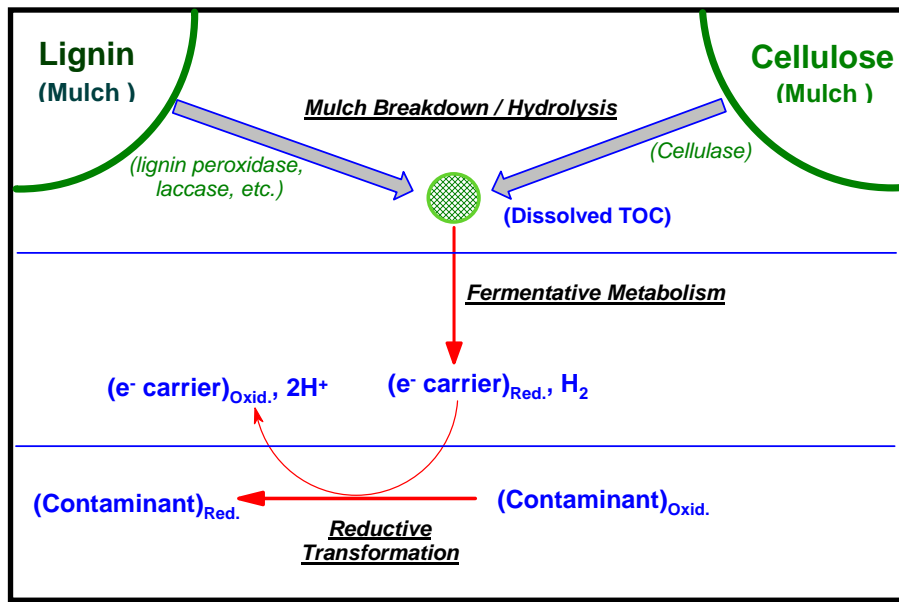 Lignin
(Mulch )
Cellulose
(Mulch )
Mulch Breakdown / Hydrolysis
(lignin peroxidase,
laccase, etc.)
(Cellulase)
(Dissolved TOC)
Fermentative Metabolism
(e- carrier)Oxid., 2H+
(e- carrier)Red., H2
(Contaminant)Red.
(Contaminant)Oxid.
Reductive
Transformation